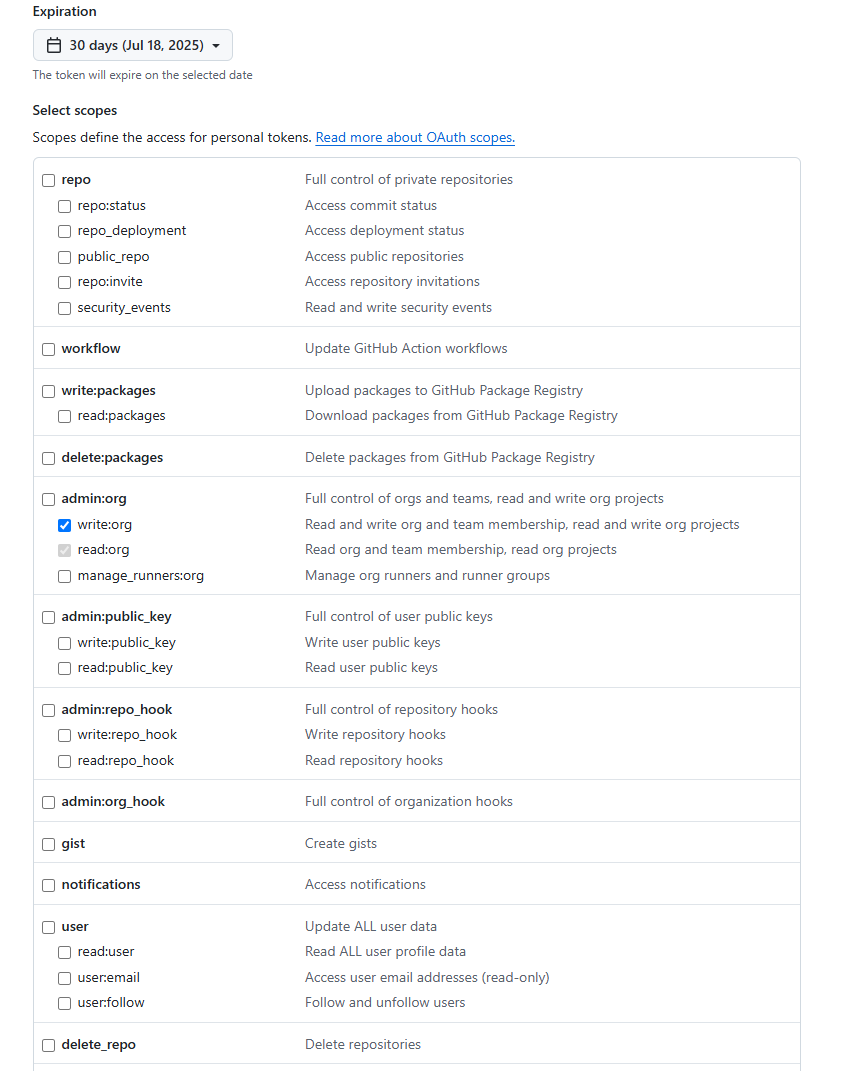 Expiration
30 days (Jul 18, 2025)
The token will expire on the selected date
Select scopes
Scopes define the access for personal tokens. Read more about OAuth scopes.
repo Full control of private repositories
repo:status Access commit status
repo_deployment Access deployment status
public_repo Access public repositories
repo:invite Access repository invitations
security_events Read and write security events
workflow Update GitHub Action workflows
write:packages Upload packages to GitHub Package Registry
read:packages Download packages from GitHub Package Registry
delete:packages Delete packages from GitHub Package Registry
admin:org Full control of orgs and teams, read and write org projects
write:org Read and write org and team membership, read and write org projects
read:org Read org and team membership, read org projects
manage_runners:org Manage org runners and runner groups
admin:public_key Full control of user public keys
write:public_key Write user public keys
read:public_key Read user public keys
admin:repo_hook Full control of repository hooks
write:repo_hook Write repository hooks
read:repo_hook Read repository hooks
admin:org_hook Full control of organization hooks
gist Create gists
notifications Access notifications
user Update ALL user data
read:user Read ALL user profile data
user:email Access user email addresses (read-only)
user:follow Follow and unfollow users
delete_repo Delete repositories